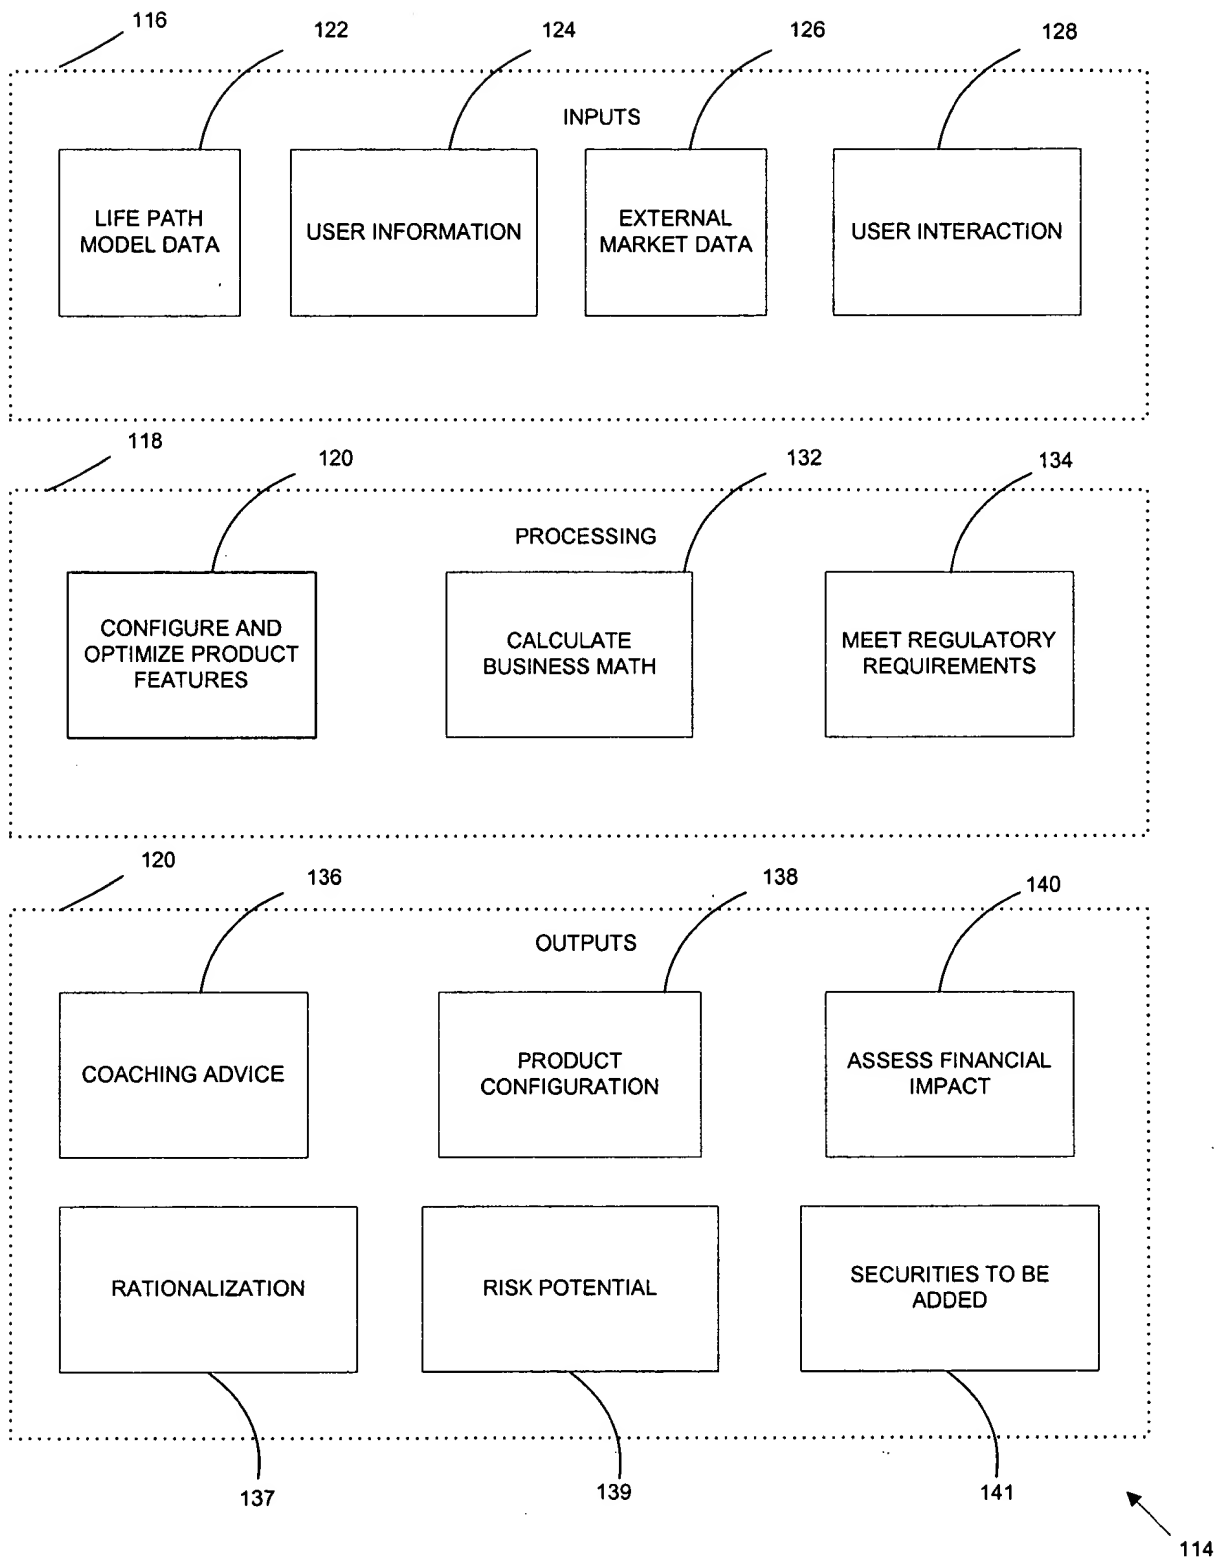 116
122
124
126
128
INPUTS
LIFE PATH
MODEL DATA
USER INFORMATION
EXTERNAL
MARKET DATA
USER INTERACTION
118
120
132
134
PROCESSING
CONFIGURE AND
OPTIMIZE PRODUCT
FEATURES
CALCULATE
BUSINESS MATH
MEET REGULATORY
REQUIREMENTS
120
136
138
140
OUTPUTS
COACHING ADVICE
PRODUCT
CONFIGURATION
ASSESS FINANCIAL
IMPACT
RATIONALIZATION
RISK POTENTIAL
SECURITIES TO BE
ADDED
137
139
141
114